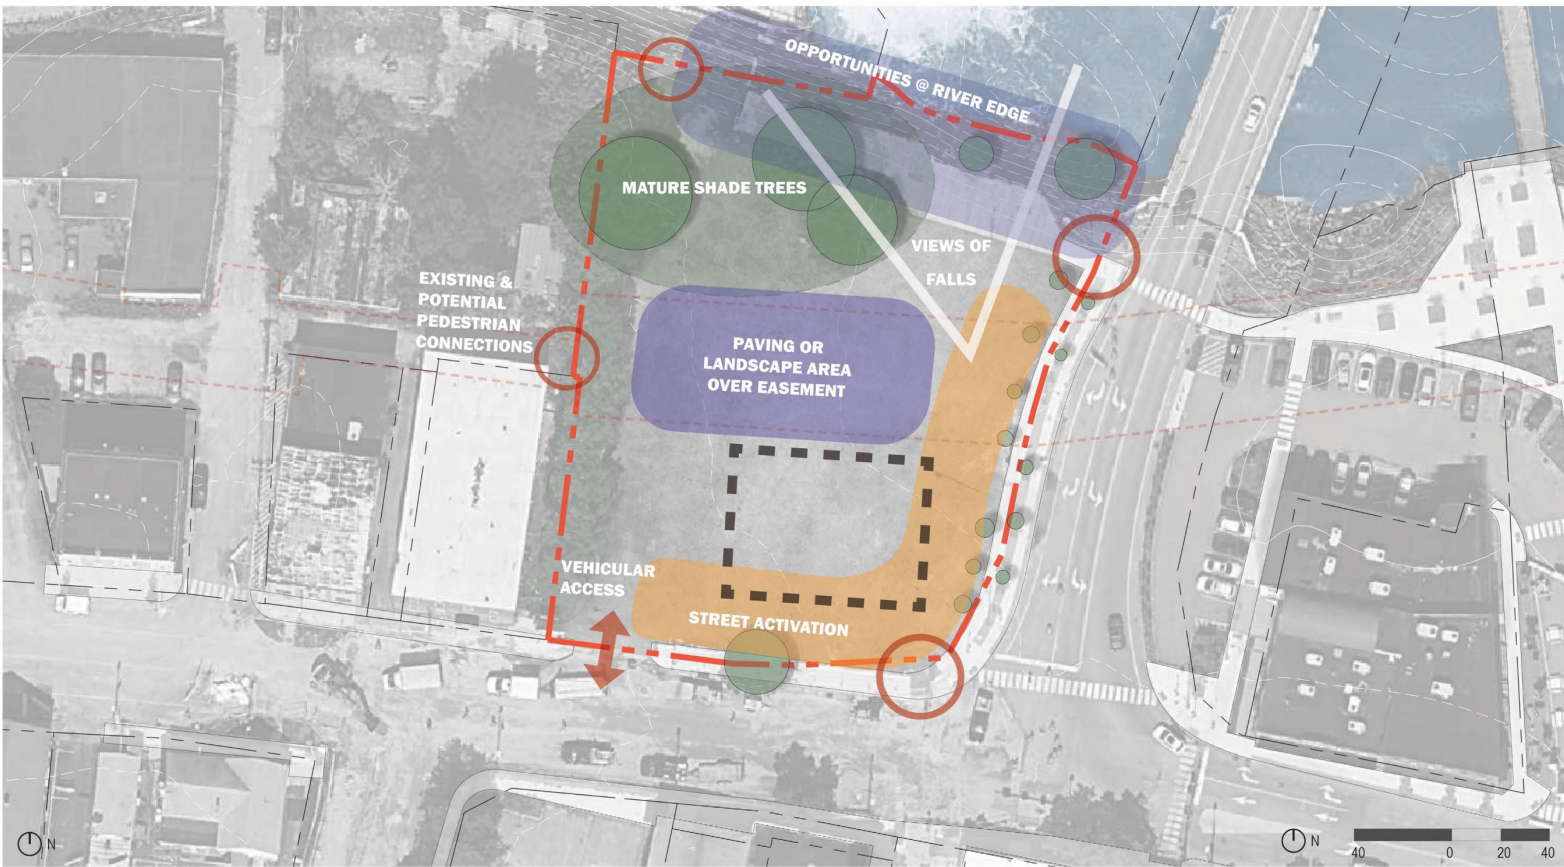 OPPORTUNITIES @ RIVER EDGE
MATURE SHADE TREES
VIEWS OF
FALLS
EXISTING &
POTENTIAL
PEDESTRIAN
CONNECTIONS
PAVING OR
LANDSCAPE AREA
OVER EASEMENT
VEHICULAR
ACCESS
STREET ACTIVATION
N
N
40 0 20 40